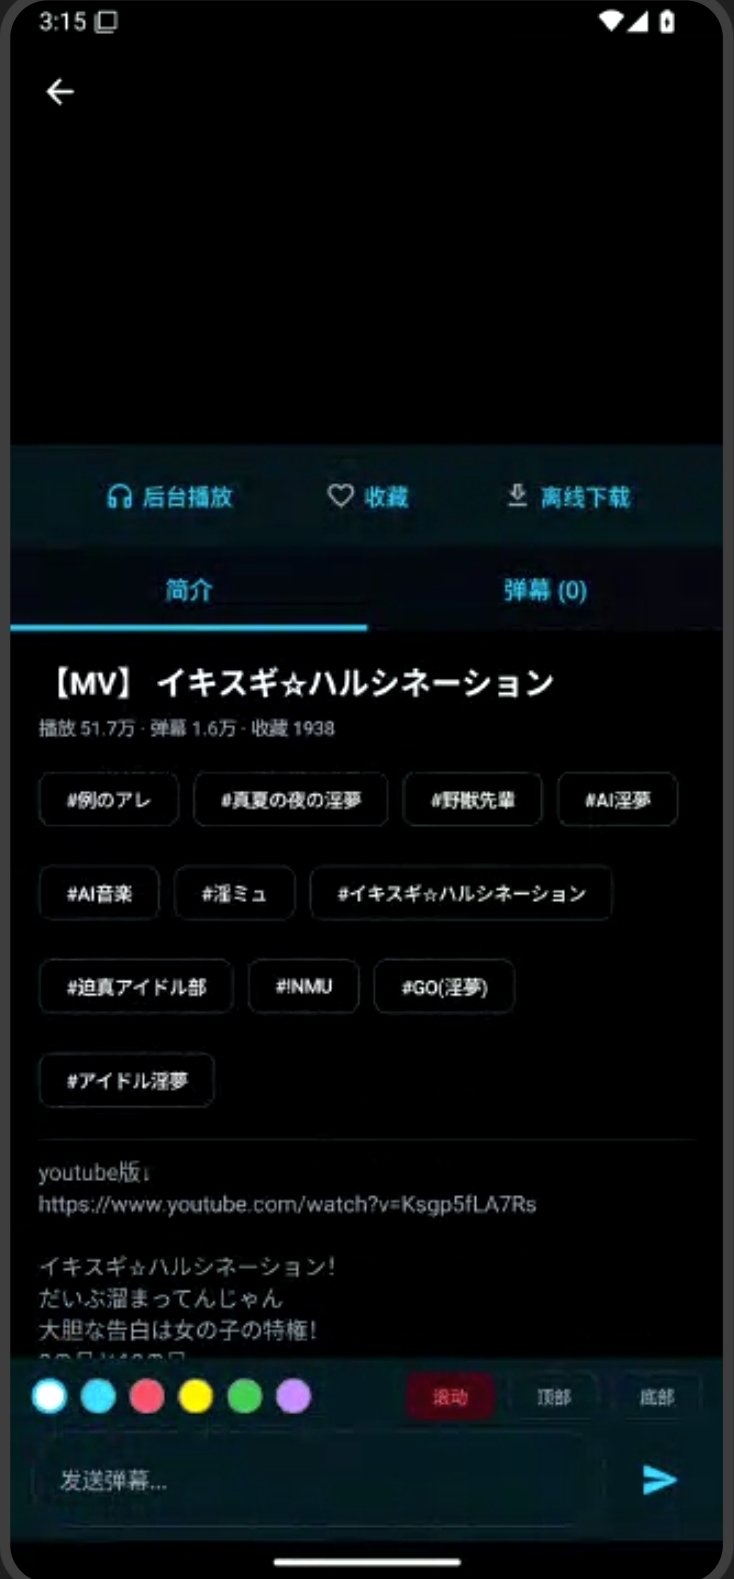 3:15
后台播放 收藏 离线下载
简介 弹幕 (0)
【MV】 イキスギ☆ハルシネーション
播放 51.7万 · 弹幕 1.6万 · 收藏 1938
#例のアレ #真夏の夜の淫夢 #野獣先輩 #AI淫夢
#AI音楽 #淫ミュ #イキスギ☆ハルシネーション
#迫真アイドル部 #!NMU #GO(淫夢)
#アイドル淫夢
youtube版↓
https://www.youtube.com/watch?v=Ksgp5fLA7Rs
イキスギ☆ハルシネーション!
だいぶ溜まってんじゃん
大胆な告白は女の子の特権!
滚动 顶部 底部
发送弹幕...